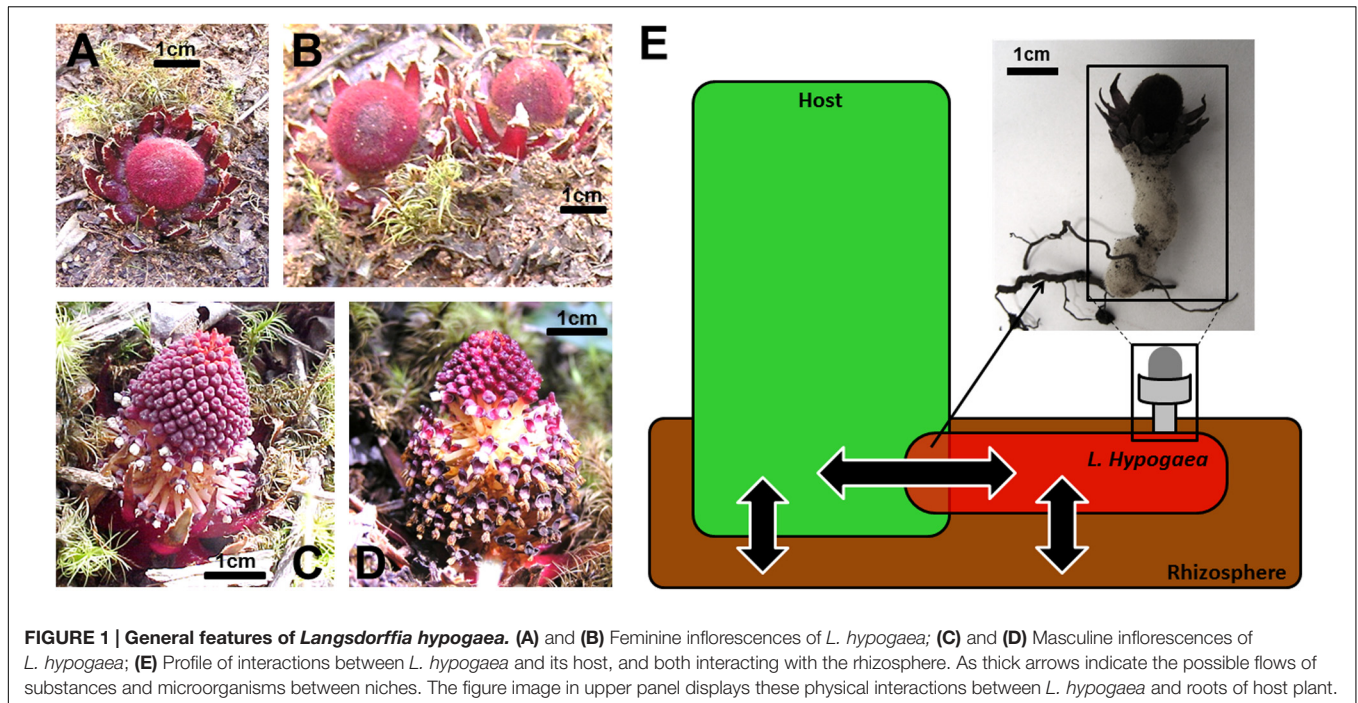 A
1cm
B
1cm
C
1cm
D
1cm
E
1cm
Host
L. Hypogaea
Rhizosphere
FIGURE 1 | General features of Langsdorffia hypogaea. (A) and (B) Feminine inflorescences of L. hypogaea; (C) and (D) Masculine inflorescences of
L. hypogaea; (E) Profile of interactions between L. hypogaea and its host, and both interacting with the rhizosphere. As thick arrows indicate the possible flows of
substances and microorganisms between niches. The figure image in upper panel displays these physical interactions between L. hypogaea and roots of host plant.